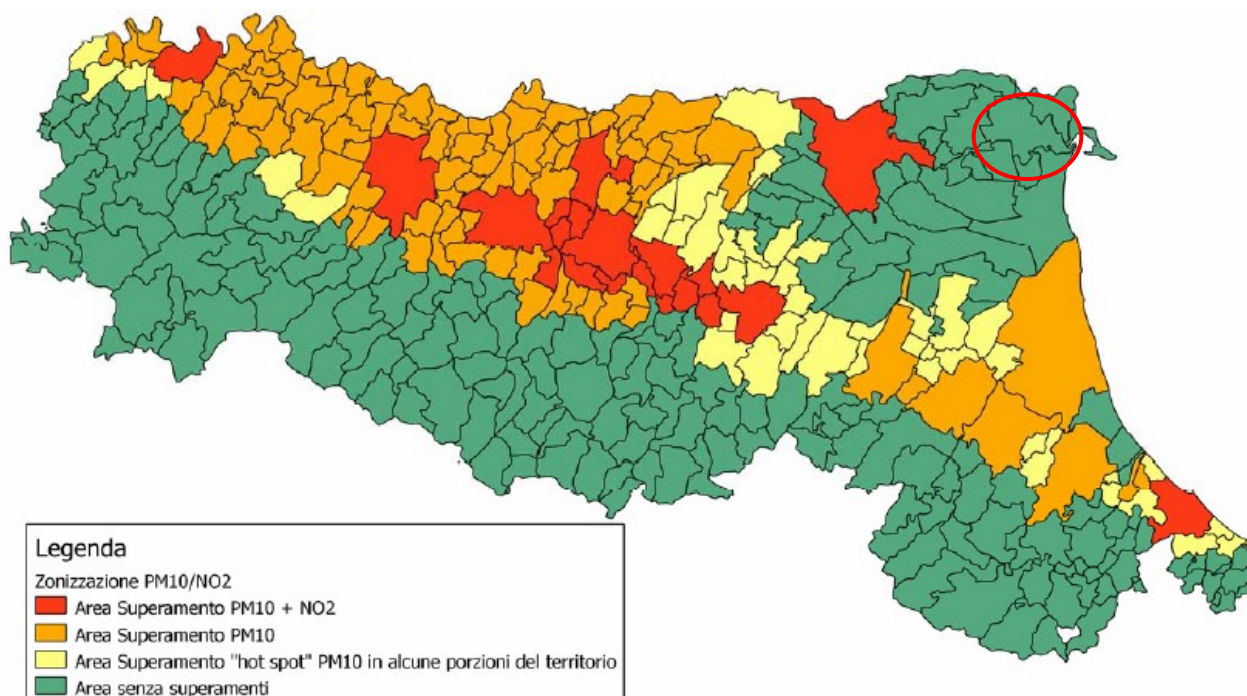 Legenda
Zonizzazione PM10/NO2
Area Superamento PM10 + NO2
Area Superamento PM10
Area Superamento "hot spot" PM10 in alcune porzioni del territorio
Area senza superamenti